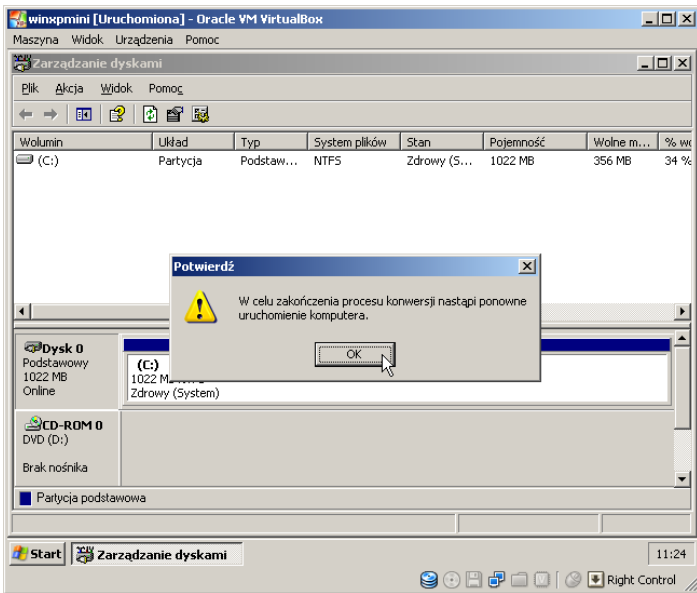 winxpmini [Uruchomiona] - Oracle VM VirtualBox
Maszyna Widok Urządzenia Pomoc
Zarządzanie dyskami
Plik Akcja Widok Pomoc
Wolumin Układ Typ System plików Stan Pojemność Wolne m... %
(C:) Partycja Podstaw... NTFS Zdrowy (S... 1022 MB 356 MB 34 %
Potwierdź
W celu zakończenia procesu konwersji nastąpi ponowne
uruchomienie komputera.
OK
Dysk 0
Podstawowy
1022 MB
Online
(C:)
1022
Zdrowy (System)
CD-ROM 0
DVD (D:)
Brak nośnika
Partycja podstawowa
Start Zarządzanie dyskami 11:24
Right Control